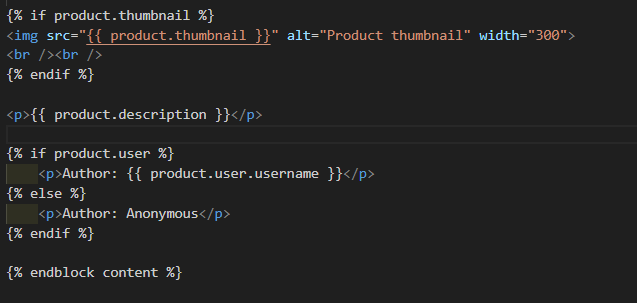 {% if product.thumbnail %}
<img src="{{ product.thumbnail }}" alt="Product thumbnail" width="300">
<br /><br />
{% endif %}
<p>{{ product.description }}</p>
{% if product.user %}
<p>Author: {{ product.user.username }}</p>
{% else %}
<p>Author: Anonymous</p>
{% endif %}
{% endblock content %}